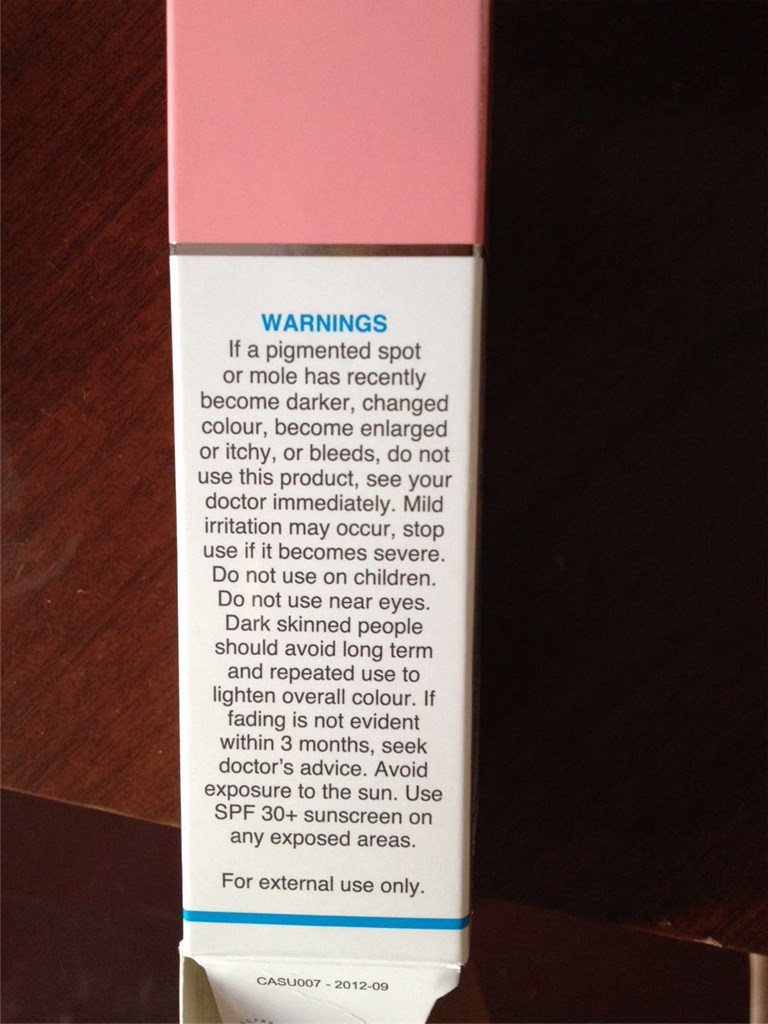 WARNINGS
If a pigmented spot
or mole has recently
become darker, changed
colour, become enlarged
or itchy, or bleeds, do not
use this product, see your
doctor immediately. Mild
irritation may occur, stop
use if it becomes severe.
Do not use on children.
Do not use near eyes.
Dark skinned people
should avoid long term
and repeated use to
lighten overall colour. If
fading is not evident
within 3 months, seek
doctor's advice. Avoid
exposure to the sun. Use
SPF 30+ sunscreen on
any exposed areas.
For external use only.
CASU007 - 2012-09